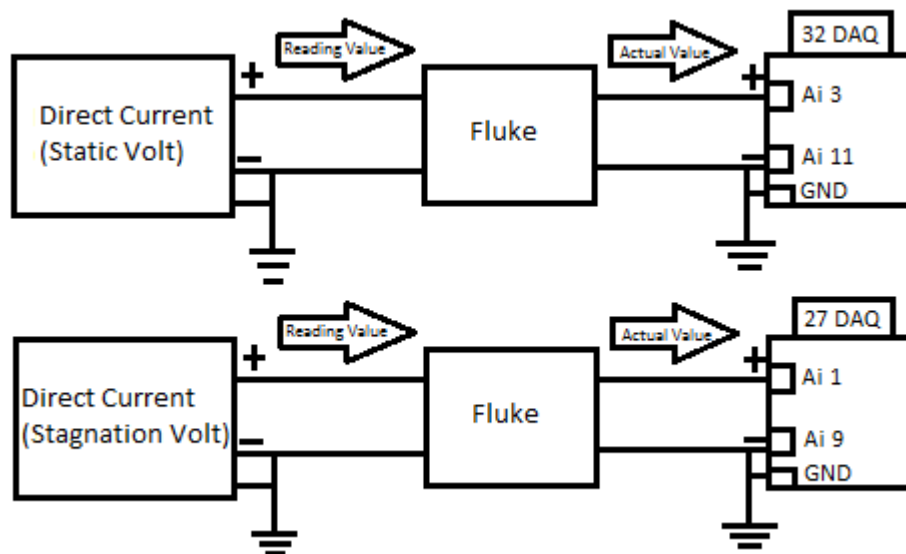 32 DAQ
Reading Value
Actual Value
+
+
Ai 3
Direct Current
(Static Volt)
Fluke
-
-
Ai 11
GND
27 DAQ
Reading Value
Actual Value
+
+
Ai 1
Direct Current
(Stagnation Volt)
Fluke
-
-
Ai 9
GND